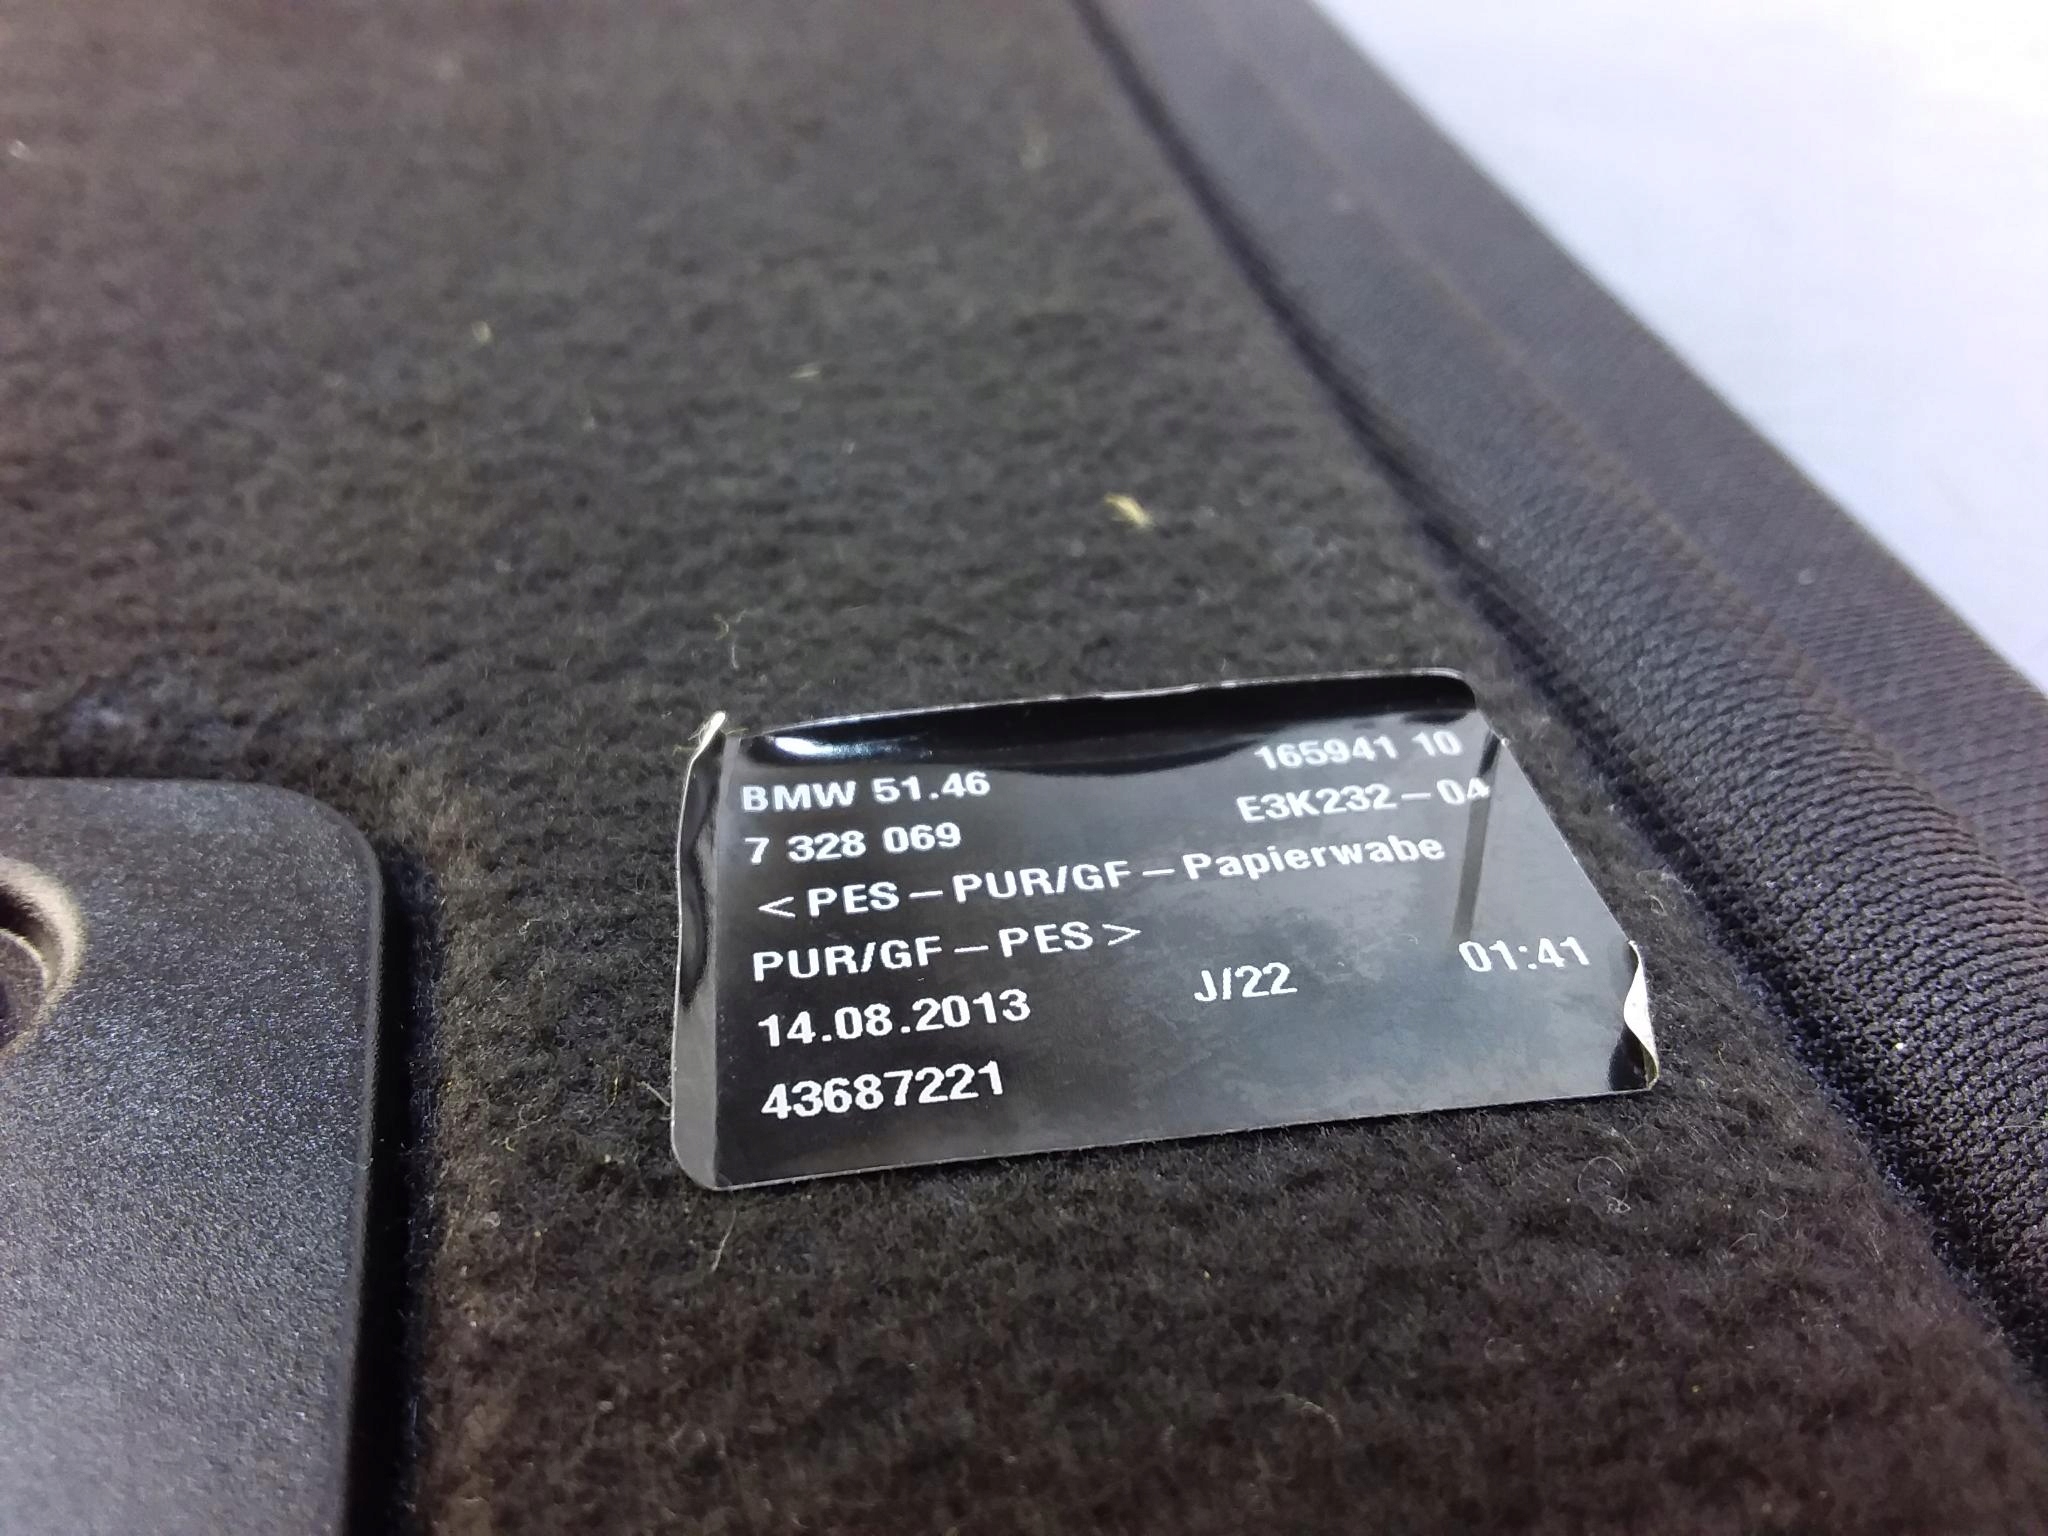 BMW 51.46 165941 10
7 328 069 E3K232-04
<PES-PUR/GF-Papierwabe
PUR/GF-PES>
14.08.2013 J/22 01:41
43687221